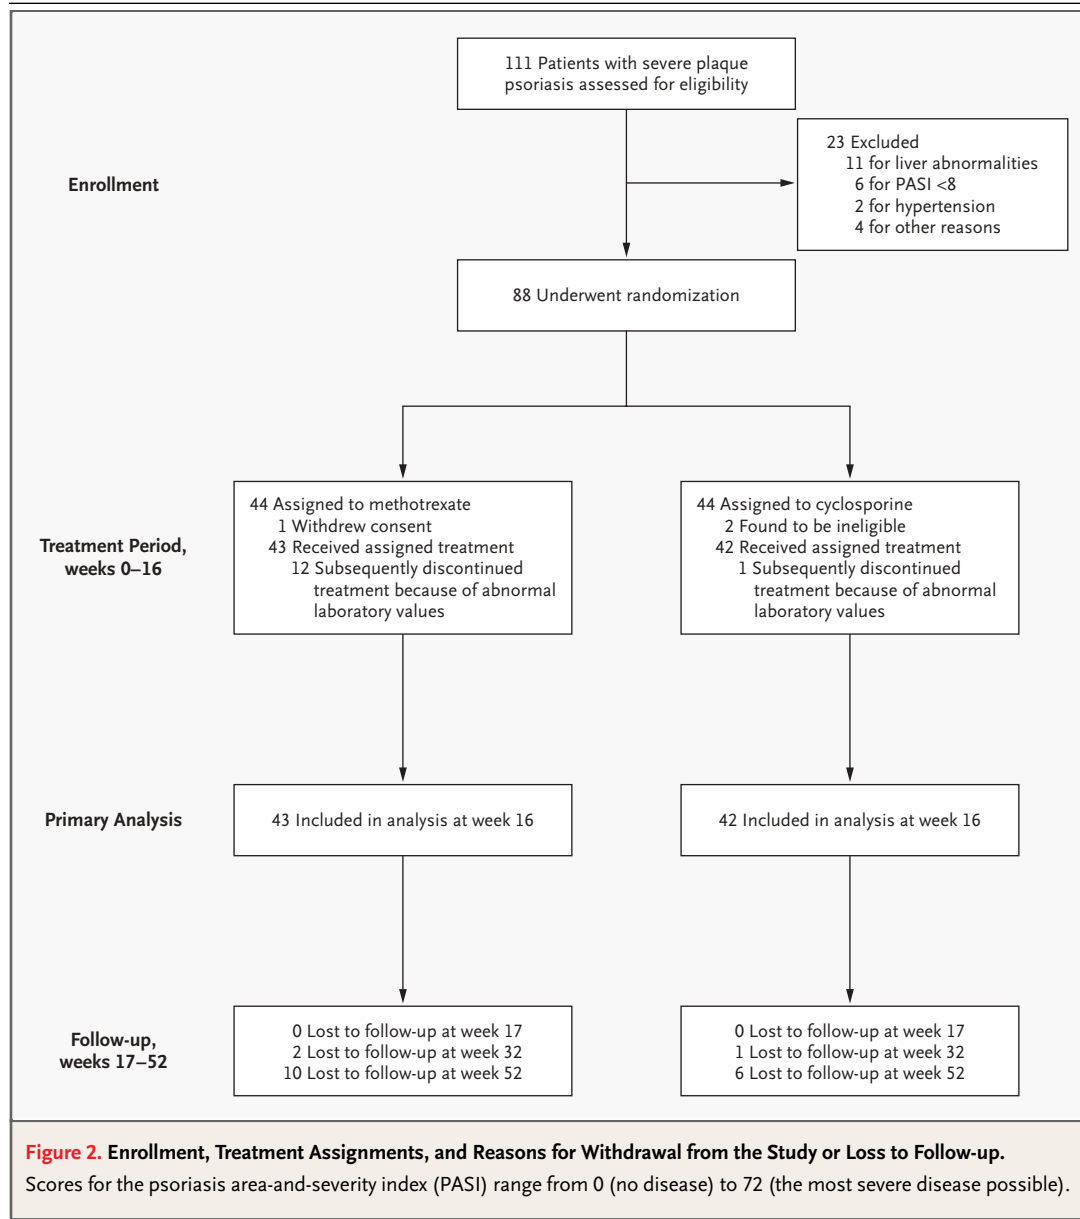 111 Patients with severe plaque
psoriasis assessed for eligibility
Enrollment
23 Excluded
11 for liver abnormalities
6 for PASI <8
2 for hypertension
4 for other reasons
88 Underwent randomization
Treatment Period,
weeks 0–16
44 Assigned to methotrexate
1 Withdrew consent
43 Received assigned treatment
12 Subsequently discontinued
treatment because of abnormal
laboratory values
44 Assigned to cyclosporine
2 Found to be ineligible
42 Received assigned treatment
1 Subsequently discontinued
treatment because of abnormal
laboratory values
Primary Analysis
43 Included in analysis at week 16
42 Included in analysis at week 16
Follow-up,
weeks 17–52
0 Lost to follow-up at week 17
2 Lost to follow-up at week 32
10 Lost to follow-up at week 52
0 Lost to follow-up at week 17
1 Lost to follow-up at week 32
6 Lost to follow-up at week 52
Figure 2. Enrollment, Treatment Assignments, and Reasons for Withdrawal from the Study or Loss to Follow-up.
Scores for the psoriasis area-and-severity index (PASI) range from 0 (no disease) to 72 (the most severe disease possible).